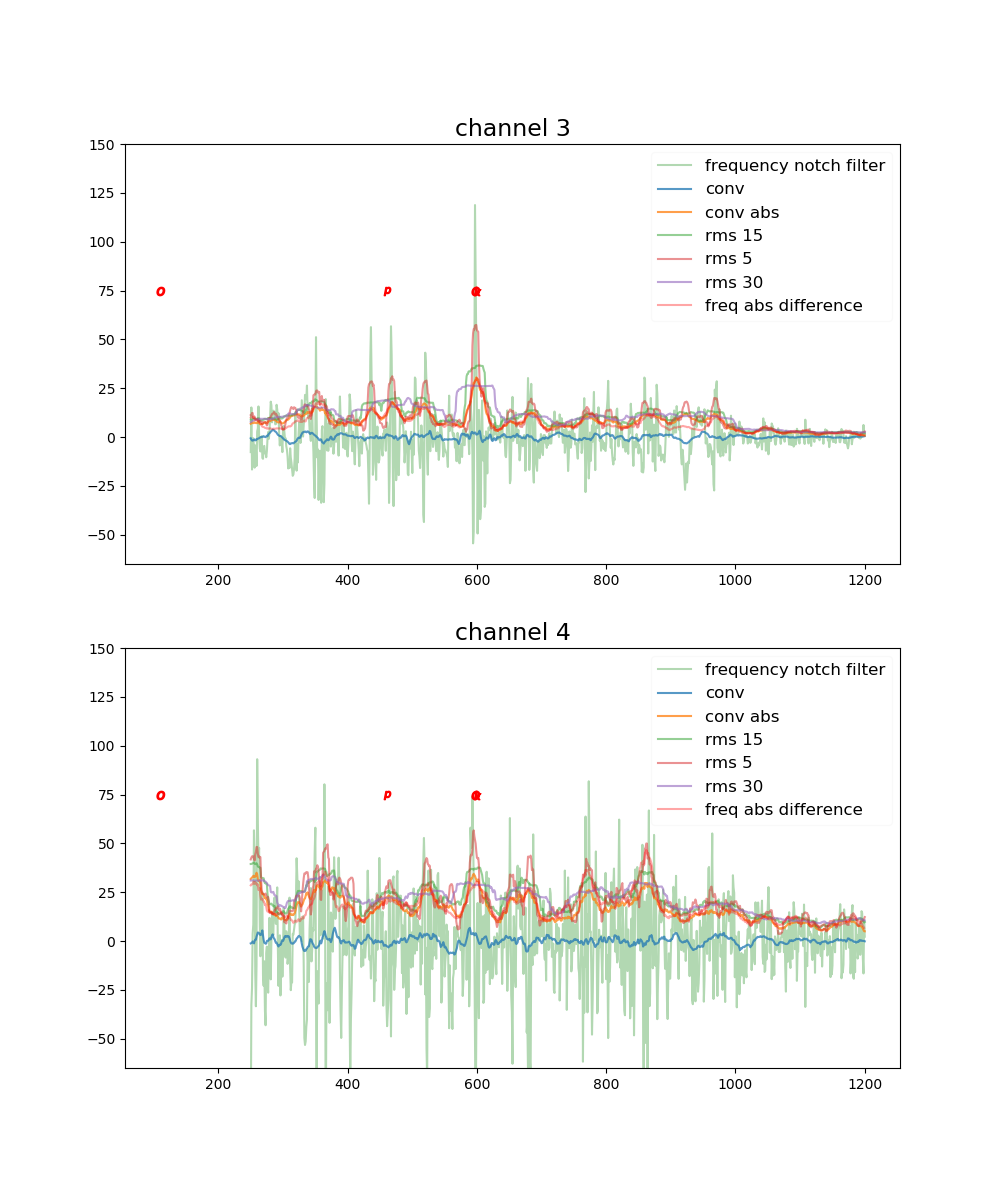 channel 3
150
125
100
75
50
25
0
−25
−50
frequency notch filter
conv
conv abs
rms 15
rms 5
rms 30
freq abs difference
O
p
200
400
600
800
1000
1200
channel 4
150
125
100
75
50
25
0
−25
−50
frequency notch filter
conv
conv abs
rms 15
rms 5
rms 30
freq abs difference
O
p
200
400
600
800
1000
1200